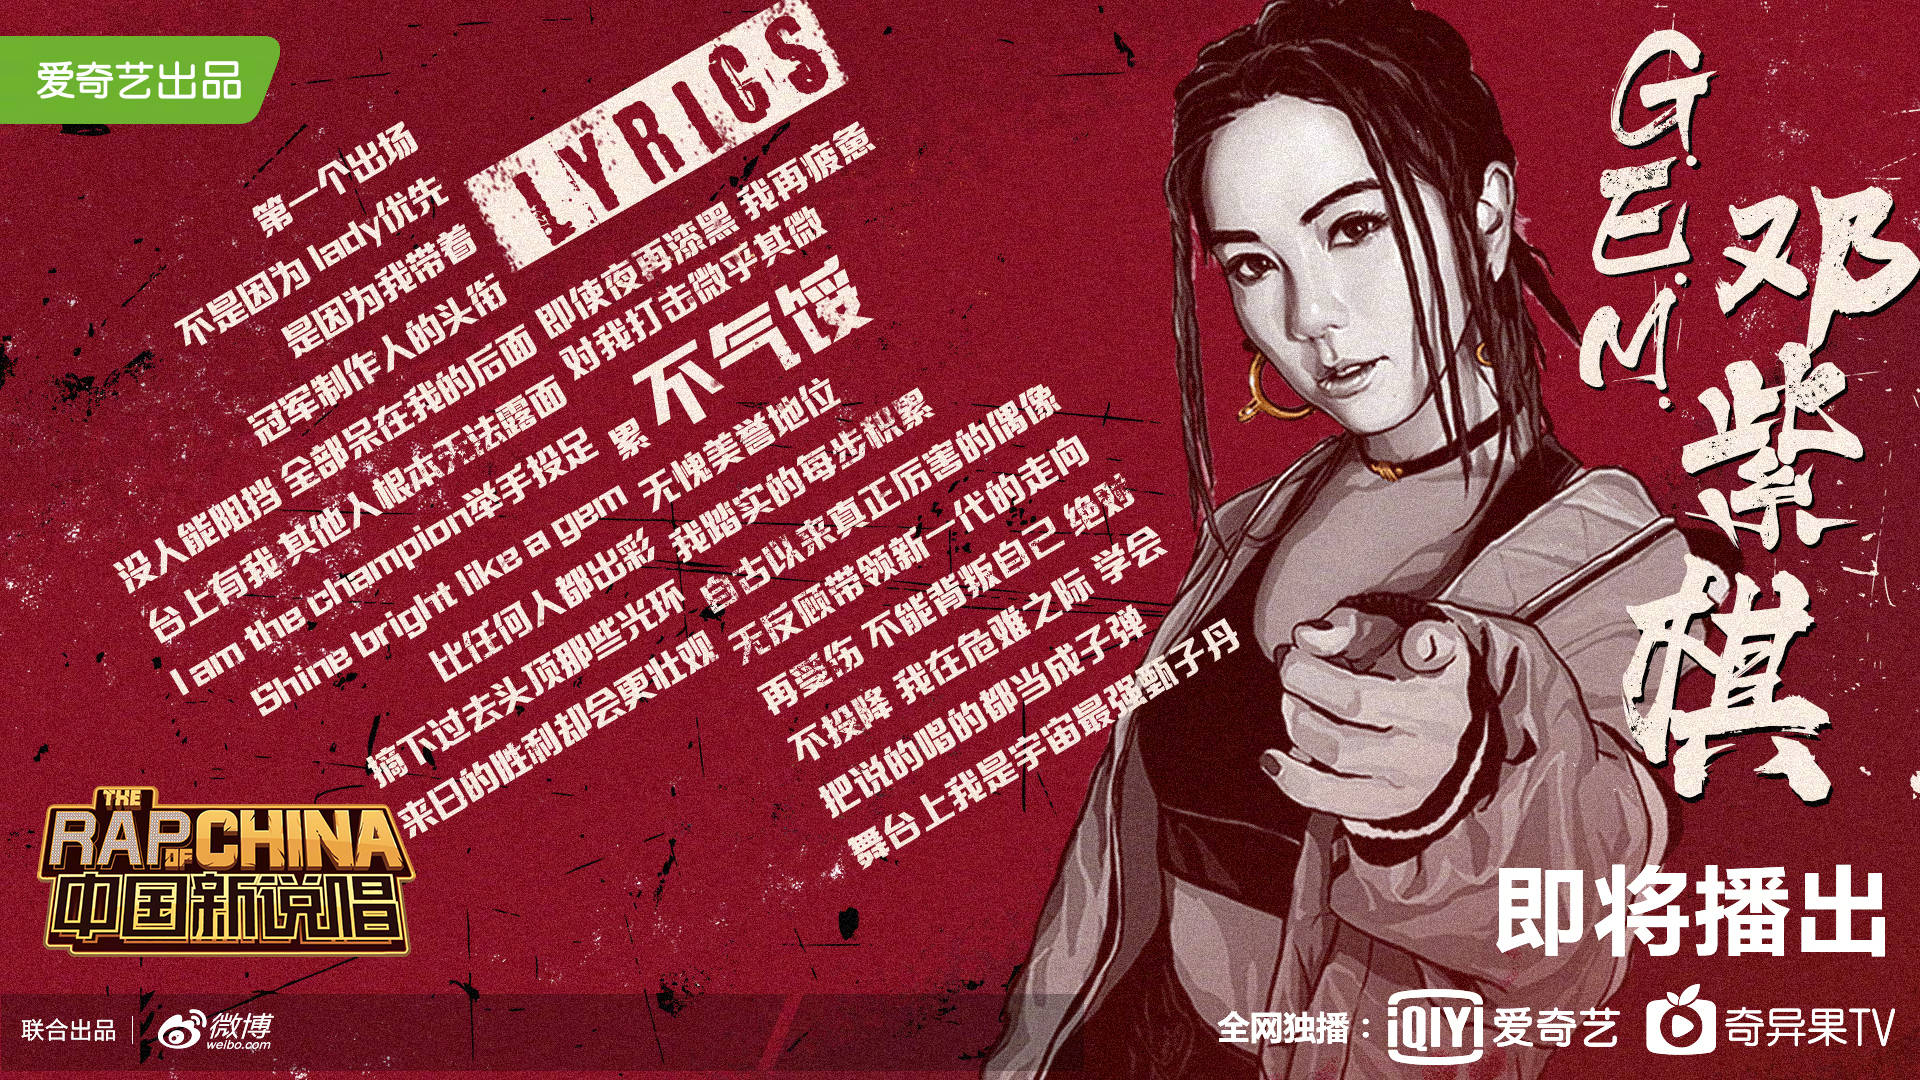 爱奇艺出品
LYRICS
第一个出场
不是因为 lady优先
是因为我带着
冠军制作人的头衔
没人能阻挡 全部呆在我的后面 即使夜再漆黑 我再疲惫
台上有我 其他人根本无法露面 对我打击微乎其微
I am the champion举手投足 累 不气馁
Shine bright like a gem 无愧美誉地位
比任何人都出彩 我踏实的每步积累
摘下过去头顶那些光环 自古以来真正厉害的偶像
来日的胜利却会更壮观 无反顾带领新一代的走向
再受伤 不能背叛自己 绝对
不投降 我在危难之际 学会
把说的唱的都当成子弹
舞台上我是宇宙最强甄子丹
G.E.M.
邓紫棋
THE
RAP OF CHINA
中国新说唱
即将播出
联合出品
微博
weibo.com
全网独播：
iQIYI 爱奇艺
奇异果TV